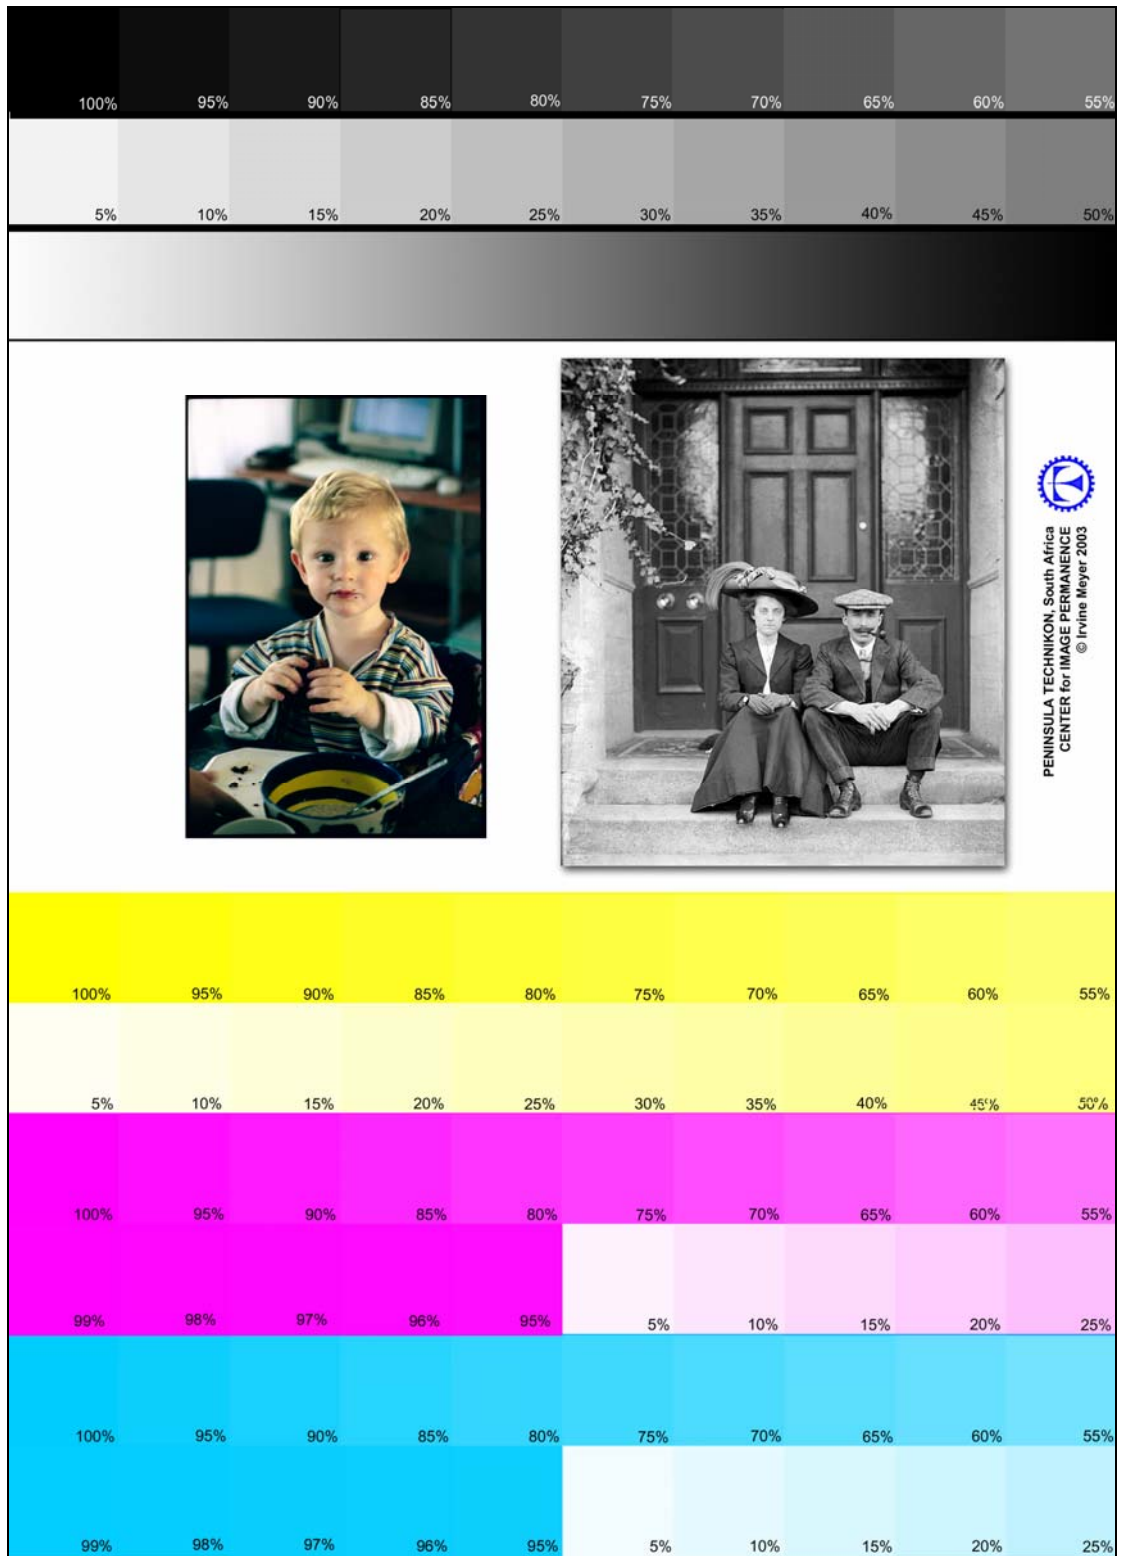 100% 95% 90% 85% 80% 75% 70% 65% 60% 55%
5% 10% 15% 20% 25% 30% 35% 40% 45% 50%
PENINSULA TECHNIKON, South Africa
CENTER for IMAGE PERMANENCE
© Irvine Meyer 2003
100% 95% 90% 85% 80% 75% 70% 65% 60% 55%
5% 10% 15% 20% 25% 30% 35% 40% 45% 50%
100% 95% 90% 85% 80% 75% 70% 65% 60% 55%
99% 98% 97% 96% 95% 5% 10% 15% 20% 25%
100% 95% 90% 85% 80% 75% 70% 65% 60% 55%
99% 98% 97% 96% 95% 5% 10% 15% 20% 25%